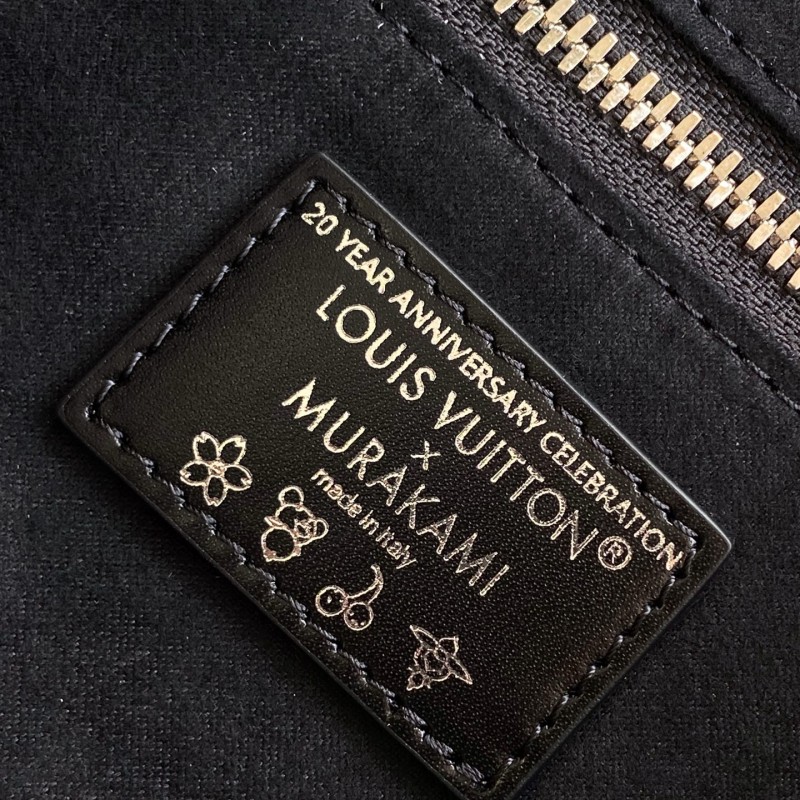 20 YEAR ANNIVERSARY CELEBRATION
LOUIS VUITTON®
×
MURAKAMI
made in italy